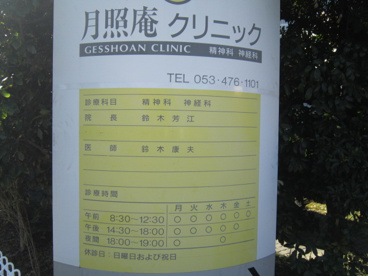 月照庵 クリニック
GESSHOAN CLINIC 精神科 神経科
TEL 053-476-1101
診療科目 精神科 神経科
院長 鈴木芳江
医師 鈴木康夫
診療時間
月 火 水 木 金 土
午前 8:30~12:30 ○ ○ ○ ○ ○ ○
午後 14:30~18:00 ○ ○ ○ ○ ○
夜間 18:00~19:00 ○ ○
休診日:日曜日および祝日